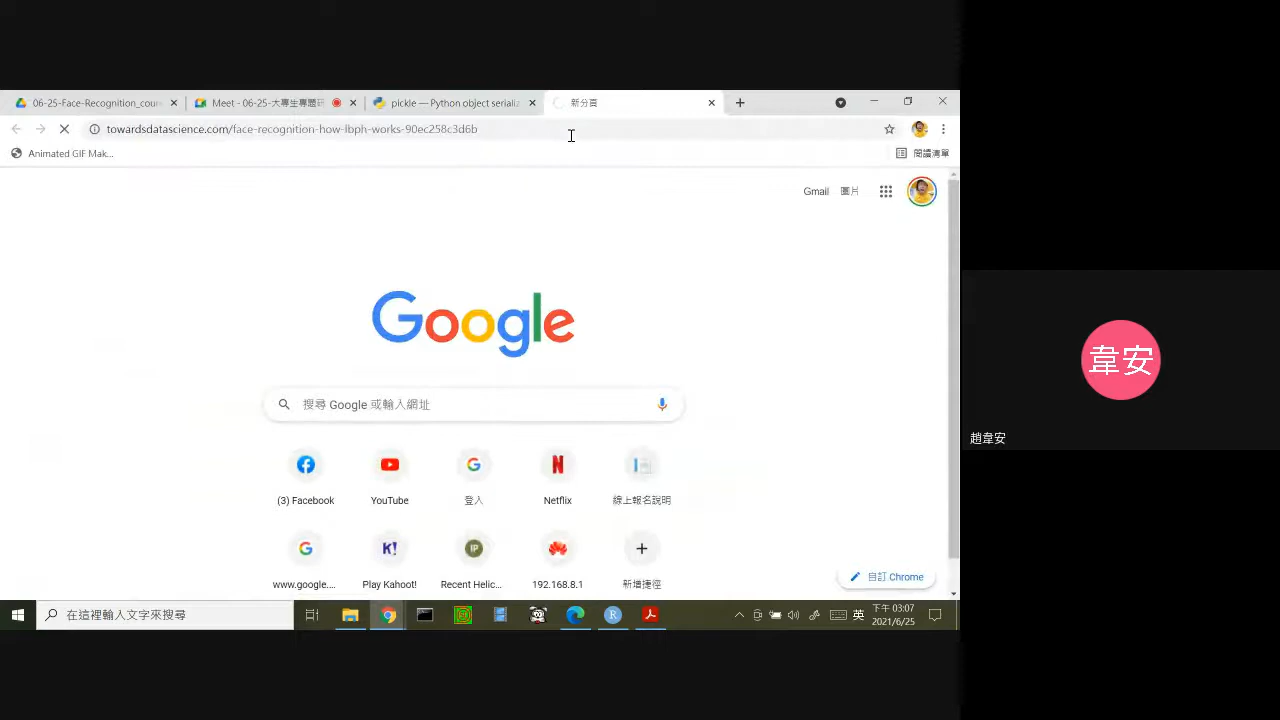 06-25-Face-Recognition_cour
Meet - 06-25-大專生專題研
pickle — Python object serializ
新分頁
towardsdatascience.com/face-recognition-how-lbph-works-90ec258c3d6b
Animated GIF Mak...
閱讀清單
Gmail
圖片
Google
搜尋 Google 或輸入網址
(3) Facebook
YouTube
登入
Netflix
線上報名說明
www.google....
Play Kahoot!
Recent Helic...
192.168.8.1
新增捷徑
自訂 Chrome
在這裡輸入文字來搜尋
英
下午 03:07
2021/6/25
韋安
趙韋安